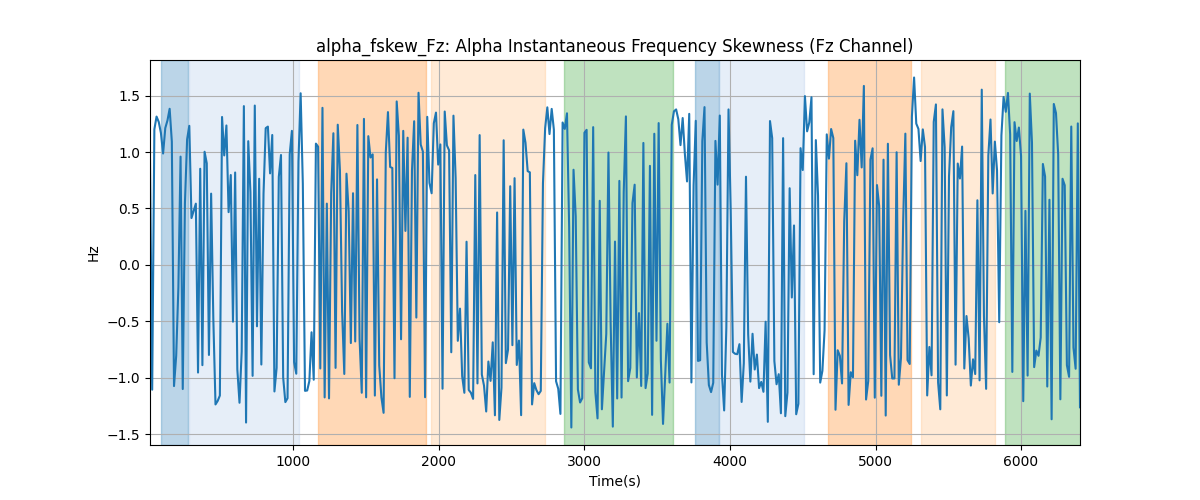 alpha_fskew_Fz: Alpha Instantaneous Frequency Skewness (Fz Channel)
1.5
1.0
0.5
0.0
−0.5
−1.0
−1.5
Hz
1000 2000 3000 4000 5000 6000
Time(s)